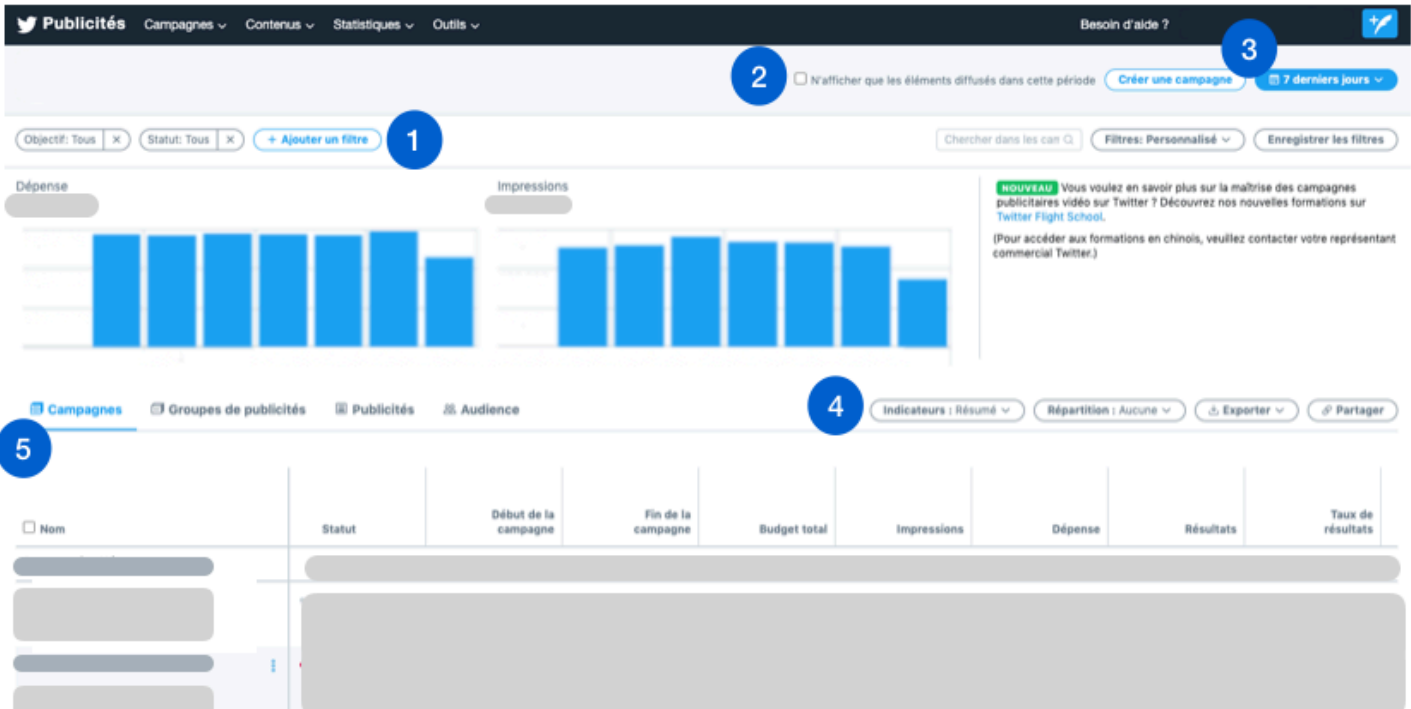 Publicités Campagnes Contenus Statistiques Outils Besoin d'aide ?
3
2 N'afficher que les éléments diffusés dans cette période Créer une campagne 7 derniers jours
Objectif: Tous × Statut: Tous × + Ajouter un filtre 1 Chercher dans les cam Filtres: Personnalisé Enregistrer les filtres
Dépense
Impressions
NOUVEAU Vous voulez en savoir plus sur la maîtrise des campagnes
publicitaires vidéo sur Twitter ? Découvrez nos nouvelles formations sur
Twitter Flight School.
(Pour accéder aux formations en chinois, veuillez contacter votre représentant
commercial Twitter.)
Campagnes Groupes de publicités Publicités Audience 4 Indicateurs : Résumé Répartition : Aucune Exporter Partager
5
Nom Statut Début de la campagne Fin de la campagne Budget total Impressions Dépense Résultats Taux de résultats